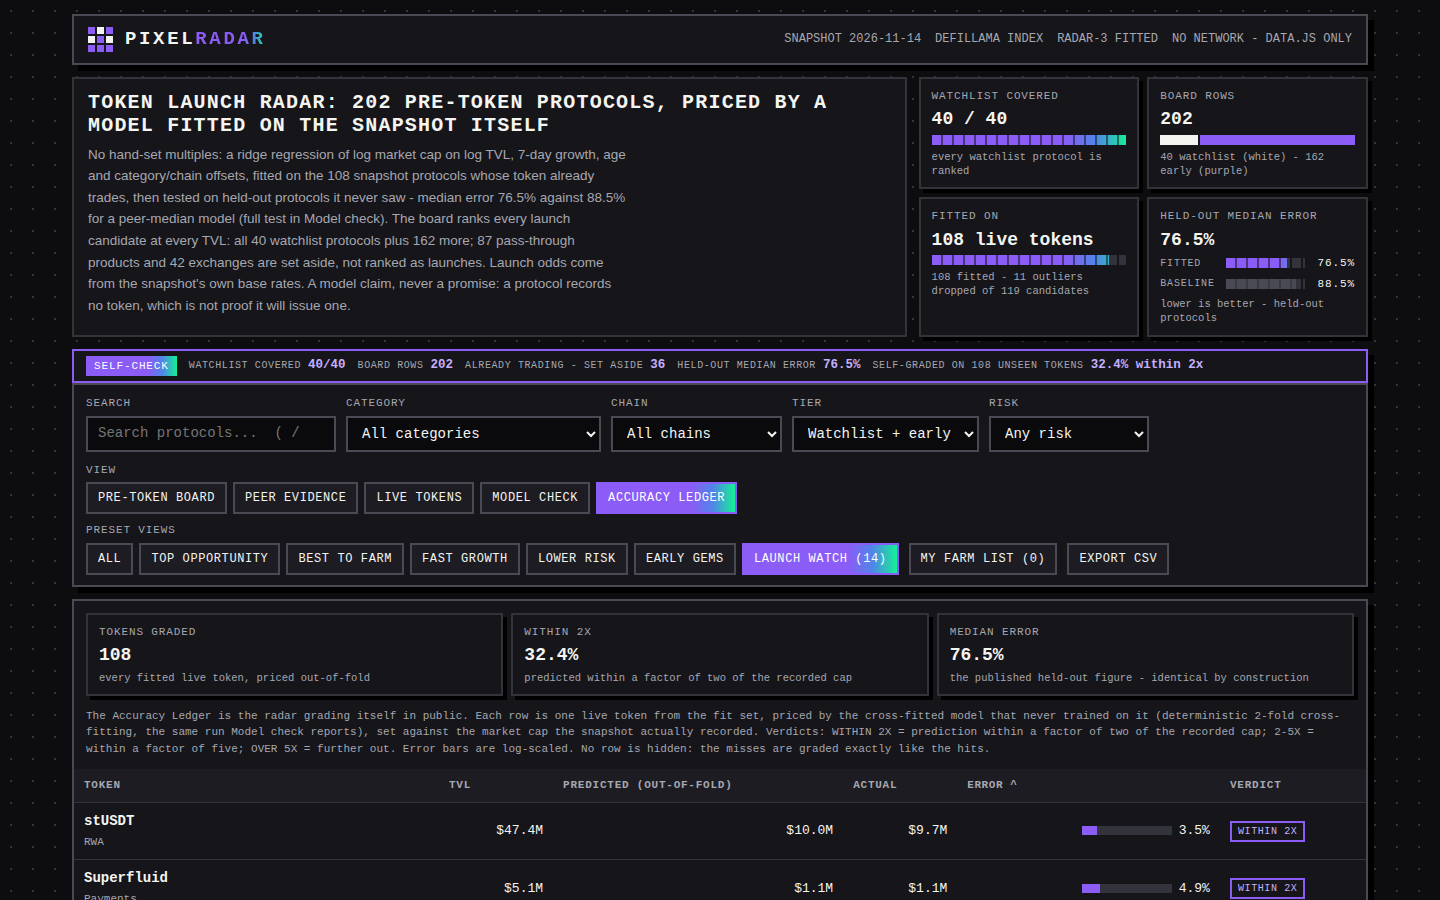 PIXELRADAR
SNAPSHOT 2026-11-14 DEFILLAMA INDEX RADAR-3 FITTED NO NETWORK - DATA.JS ONLY
TOKEN LAUNCH RADAR: 202 PRE-TOKEN PROTOCOLS, PRICED BY A
MODEL FITTED ON THE SNAPSHOT ITSELF
No hand-set multiples: a ridge regression of log market cap on log TVL, 7-day growth, age
and category/chain offsets, fitted on the 108 snapshot protocols whose token already
trades, then tested on held-out protocols it never saw - median error 76.5% against 88.5%
for a peer-median model (full test in Model check). The board ranks every launch
candidate at every TVL: all 40 watchlist protocols plus 162 more; 87 pass-through
products and 42 exchanges are set aside, not ranked as launches. Launch odds come
from the snapshot's own base rates. A model claim, never a promise: a protocol records
no token, which is not proof it will issue one.
WATCHLIST COVERED
40 / 40
every watchlist protocol is
ranked
BOARD ROWS
202
40 watchlist (white) - 162
early (purple)
FITTED ON
108 live tokens
108 fitted - 11 outliers
dropped of 119 candidates
HELD-OUT MEDIAN ERROR
76.5%
FITTED 76.5%
BASELINE 88.5%
lower is better - held-out
protocols
SELF-CHECK WATCHLIST COVERED 40/40 BOARD ROWS 202 ALREADY TRADING - SET ASIDE 36 HELD-OUT MEDIAN ERROR 76.5% SELF-GRADED ON 108 UNSEEN TOKENS 32.4% within 2x
SEARCH CATEGORY CHAIN TIER RISK
Search protocols... ( / All categories All chains Watchlist + early Any risk
VIEW
PRE-TOKEN BOARD PEER EVIDENCE LIVE TOKENS MODEL CHECK ACCURACY LEDGER
PRESET VIEWS
ALL TOP OPPORTUNITY BEST TO FARM FAST GROWTH LOWER RISK EARLY GEMS LAUNCH WATCH (14) MY FARM LIST (0) EXPORT CSV
TOKENS GRADED
108
every fitted live token, priced out-of-fold
WITHIN 2X
32.4%
predicted within a factor of two of the recorded cap
MEDIAN ERROR
76.5%
the published held-out figure - identical by construction
The Accuracy Ledger is the radar grading itself in public. Each row is one live token from the fit set, priced by the cross-fitted model that never trained on it (deterministic 2-fold cross-
fitting, the same run Model check reports), set against the market cap the snapshot actually recorded. Verdicts: WITHIN 2X = prediction within a factor of two of the recorded cap; 2-5X =
within a factor of five; OVER 5X = further out. Error bars are log-scaled. No row is hidden: the misses are graded exactly like the hits.
TOKEN TVL PREDICTED (OUT-OF-FOLD) ACTUAL ERROR ^ VERDICT
stUSDT $47.4M $10.0M $9.7M 3.5% WITHIN 2X
RWA
Superfluid $5.1M $1.1M $1.1M 4.9% WITHIN 2X
Payments